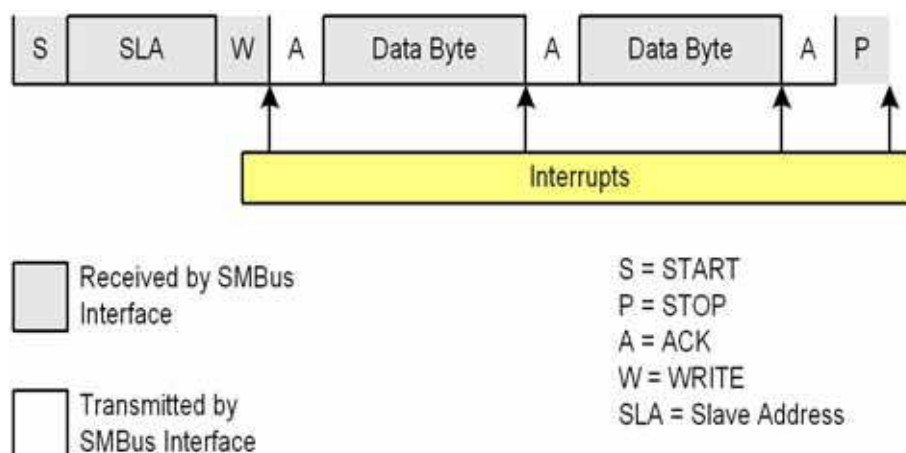 S SLA W A Data Byte A Data Byte A P
Interrupts
Received by SMBus
Interface
Transmitted by
SMBus Interface
S = START
P = STOP
A = ACK
W = WRITE
SLA = Slave Address